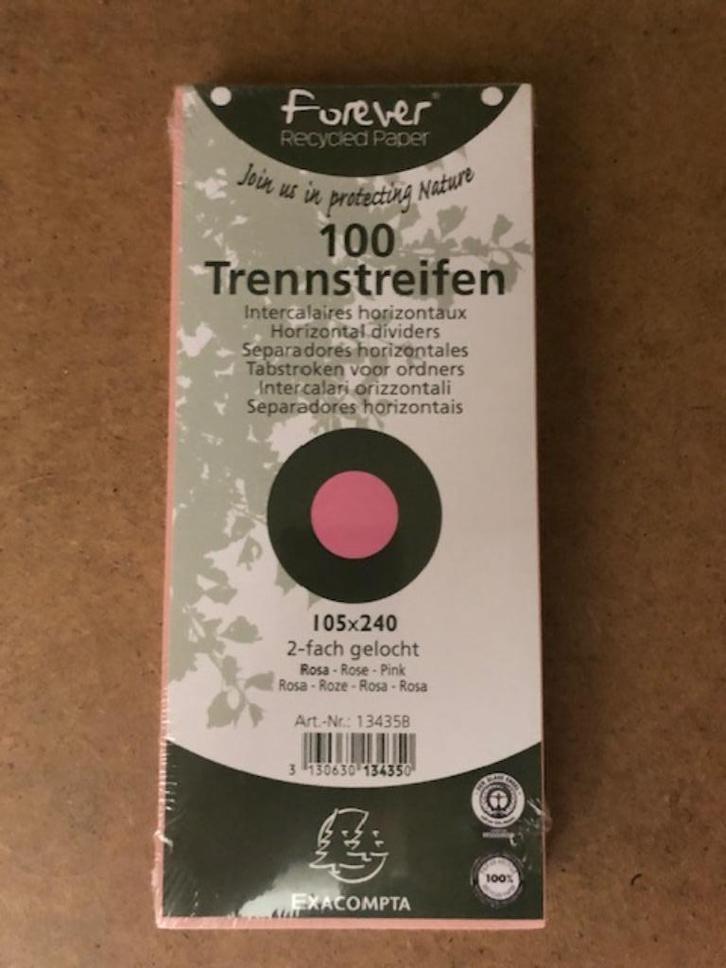 Forever
Recycled Paper
Join us in protecting Nature
100
Trennstreifen
Intercalaires horizontaux
Horizontal dividers
Separadores horizontales
Tabstroken voor ordners
Intercalari orizzontali
Separadores horizontais
105x240
2-fach gelocht
Rosa - Rose - Pink
Rosa - Roze - Rosa - Rosa
Art.-Nr.: 13435B
3 130630 134350
EXACOMPTA
100%